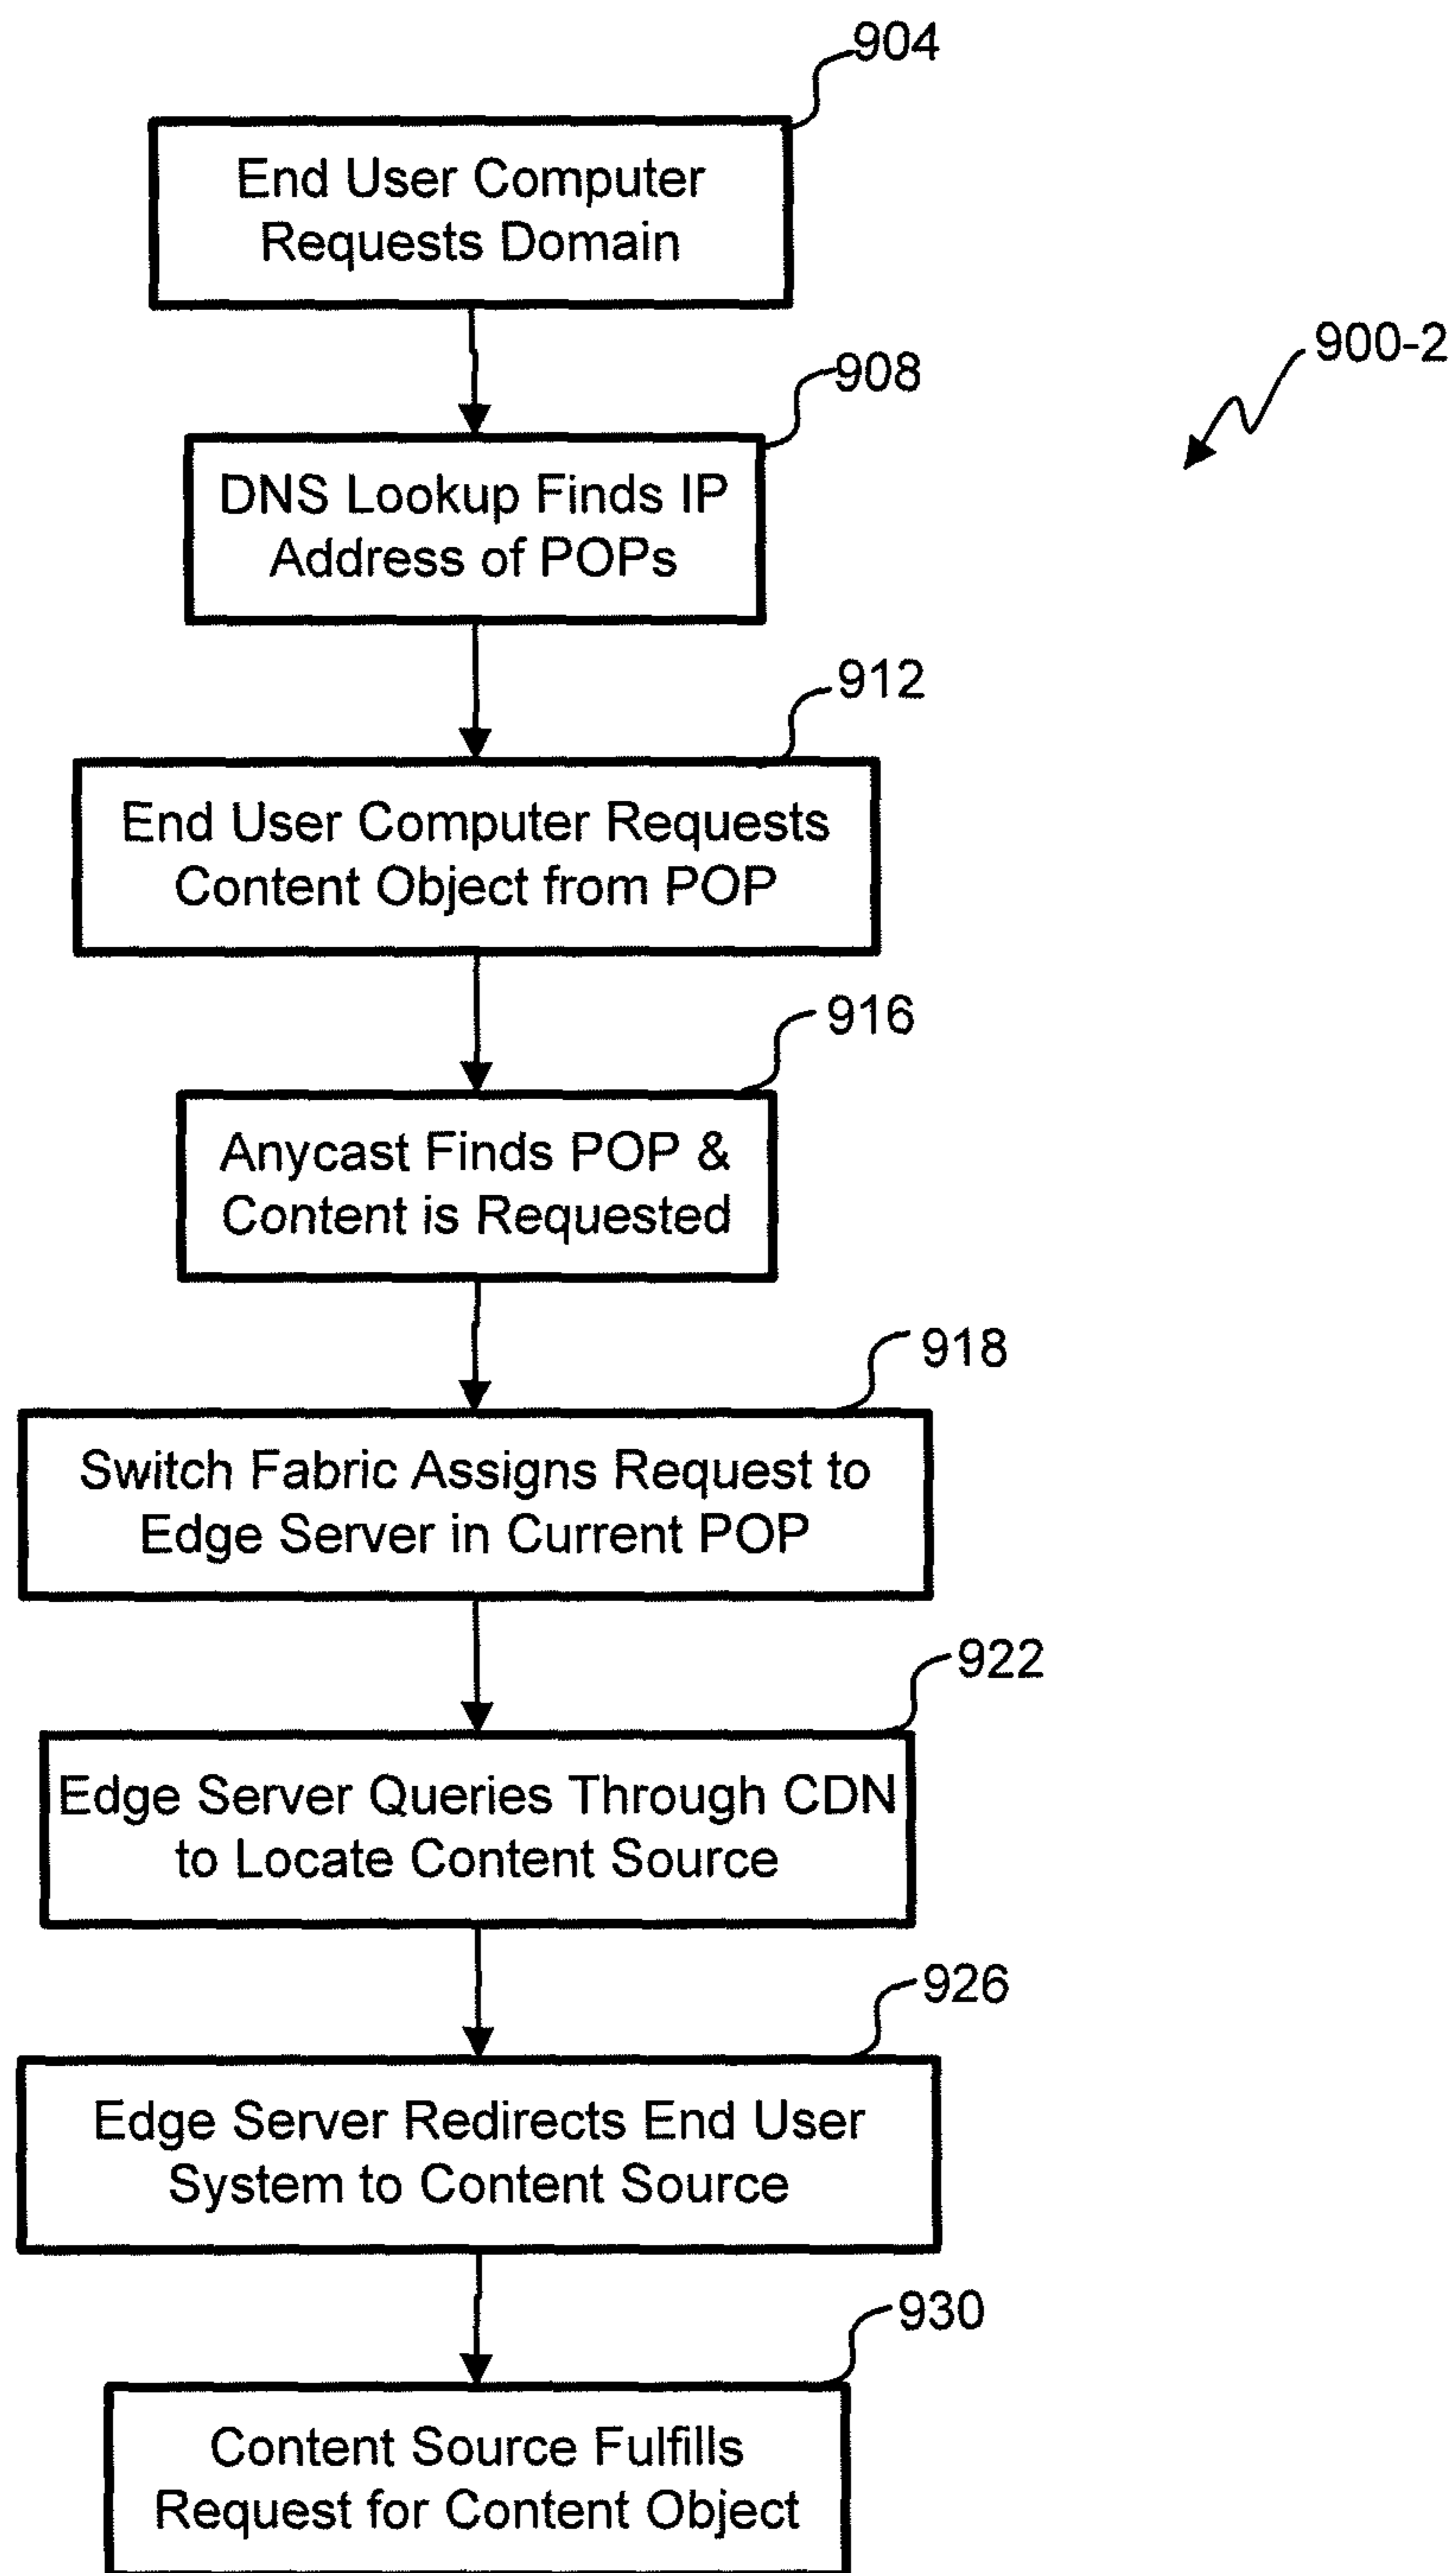 904
End User Computer
Requests Domain
900-2
908
DNS Lookup Finds IP
Address of POPs
912
End User Computer Requests
Content Object from POP
916
Anycast Finds POP &
Content is Requested
918
Switch Fabric Assigns Request to
Edge Server in Current POP
922
Edge Server Queries Through CDN
to Locate Content Source
926
Edge Server Redirects End User
System to Content Source
930
Content Source Fulfills
Request for Content Object